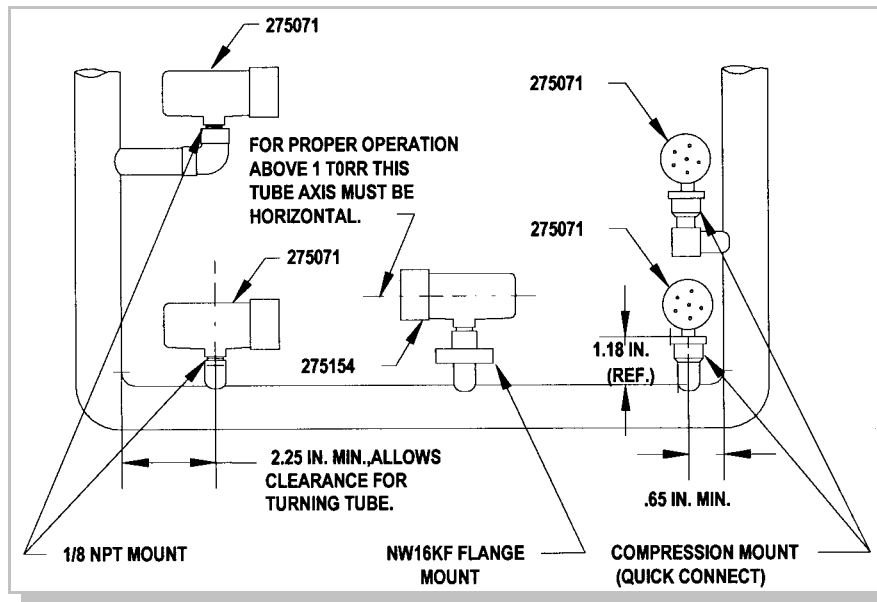 275071
275071
FOR PROPER OPERATION
ABOVE 1 T0RR THIS
TUBE AXIS MUST BE
HORIZONTAL.
275071
275071
275154
1.18 IN.
(REF.)
2.25 IN. MIN.,ALLOWS
CLEARANCE FOR
TURNING TUBE.
.65 IN. MIN.
1/8 NPT MOUNT
NW16KF FLANGE
MOUNT
COMPRESSION MOUNT
(QUICK CONNECT)